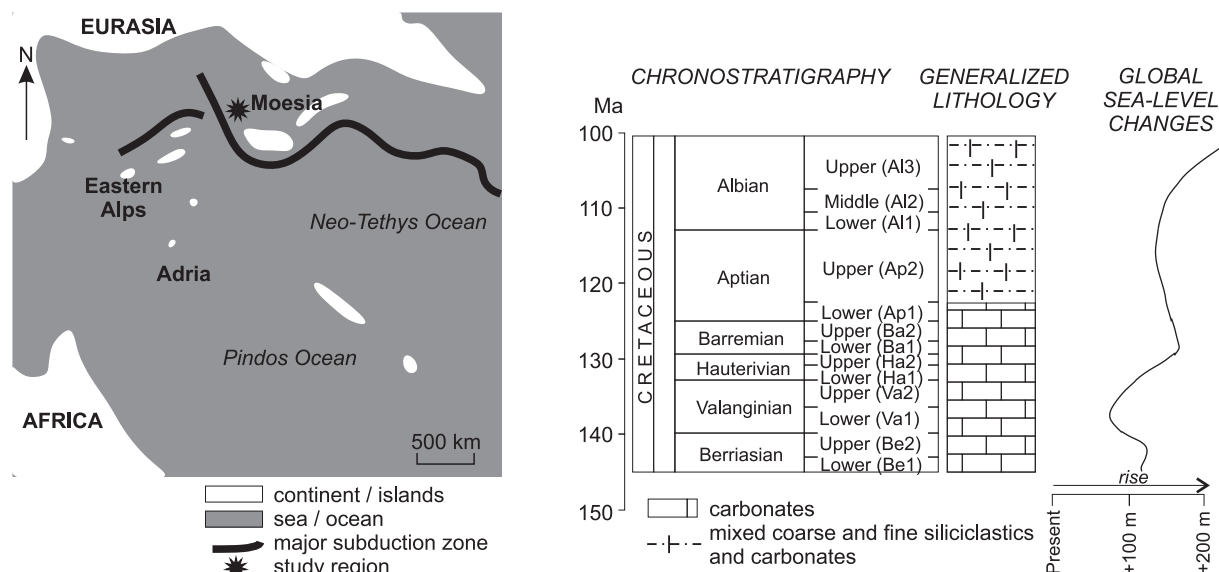 EURASIA
N
Moesia
Eastern
Alps
Neo-Tethys Ocean
Adria
Pindos Ocean
AFRICA
500 km
continent / islands
sea / ocean
major subduction zone
study region
CHRONOSTRATIGRAPHY
GENERALIZED
LITHOLOGY
GLOBAL
SEA-LEVEL
CHANGES
Ma
100
110
120
130
140
150
CRETACEOUS
Albian
Aptian
Barremian
Hauterivian
Valanginian
Berriasian
Upper (Al3)
Middle (Al2)
Lower (Al1)
Upper (Ap2)
Lower (Ap1)
Upper (Ba2)
Lower (Ba1)
Upper (Ha2)
Lower (Ha1)
Upper (Va2)
Lower (Va1)
Upper (Be2)
Lower (Be1)
rise
Present
+100 m
+200 m
carbonates
mixed coarse and fine siliciclastics
and carbonates